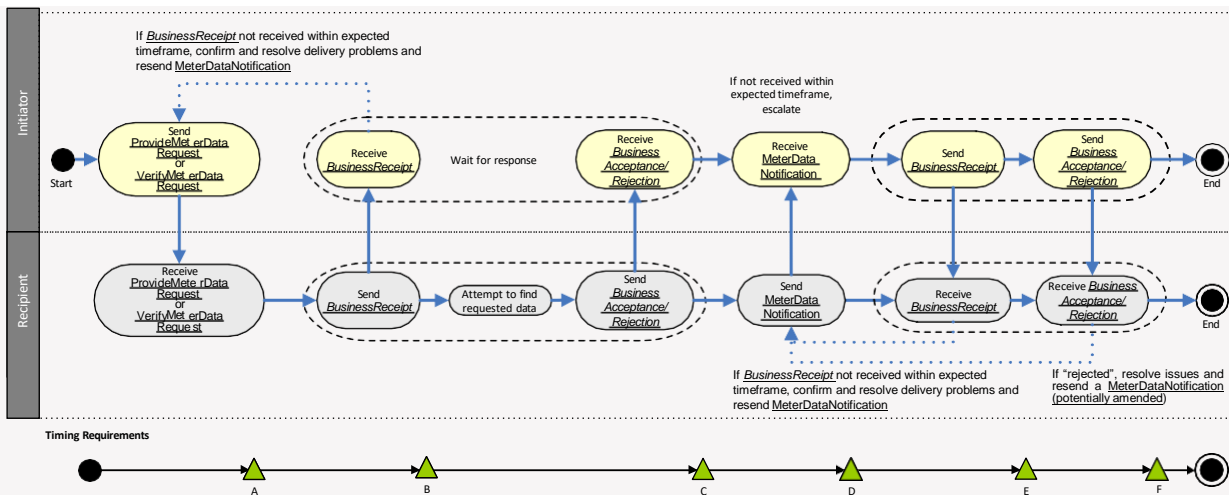 Initiator
If BusinessReceipt not received within expected
timeframe, confirm and resolve delivery problems and
resend MeterDataNotification
If not received within
expected timeframe,
escalate
Start
Send
ProvideMet erData
Request
or
VerifyMet erData
Request
Receive
BusinessReceipt
Wait for response
Receive
Business
Acceptance/
Rejection
Receive
MeterData
Notification
Send
BusinessReceipt
Send
Business
Acceptance/
Rejection
End
Recipient
Receive
ProvideMete rData
Request
or
VerifyMet erData
Request
Send
BusinessReceipt
Attempt to find
requested data
Send
Business
Acceptance/
Rejection
Send
MeterData
Notification
Receive
BusinessReceipt
Receive Business
Acceptance/
Rejection
End
If BusinessReceipt not received within expected
timeframe, confirm and resolve delivery problems and
resend MeterDataNotification
If “rejected”, resolve issues and
resend a MeterDataNotification
(potentially amended)
Timing Requirements
A
B
C
D
E
F